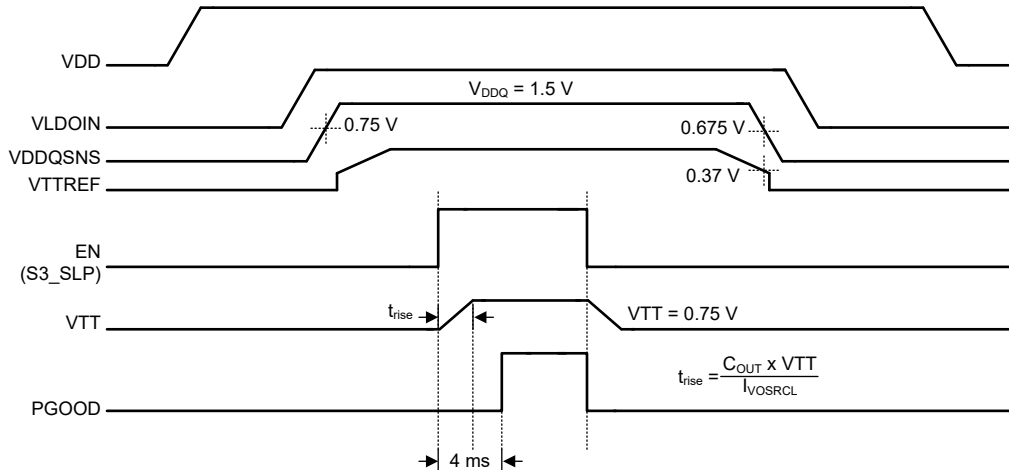 VDD
V_DDQ = 1.5 V
VLDOIN
0.75 V
0.675 V
VDDQSNS
VTTREF
0.37 V
EN
(S3_SLP)
t_rise
VTT
VTT = 0.75 V
t_rise = C_OUT x VTT
I_VOSRCL
PGOOD
4 ms